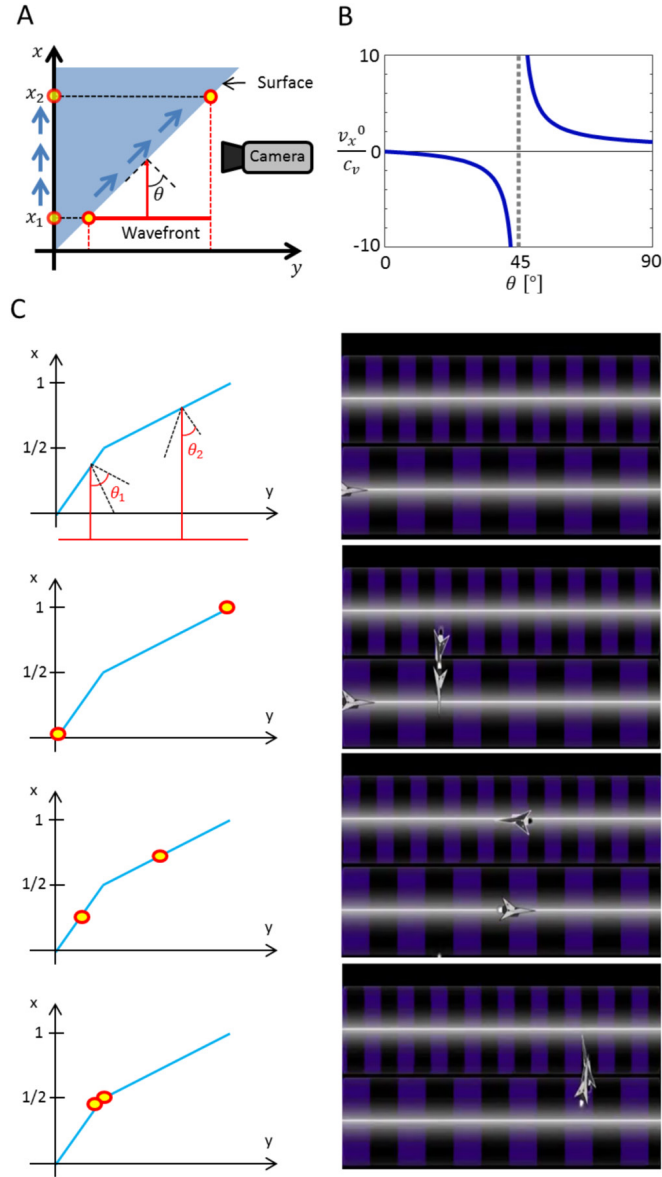 A
x
x₂
x₁
Surface
Camera
θ
Wavefront
y
B
10
vₓ⁰
cᵥ
0
-10
0
45
90
θ [°]
C
x
1
1/2
θ₁
θ₂
y
x
1
1/2
y
x
1
1/2
y
x
1
1/2
y